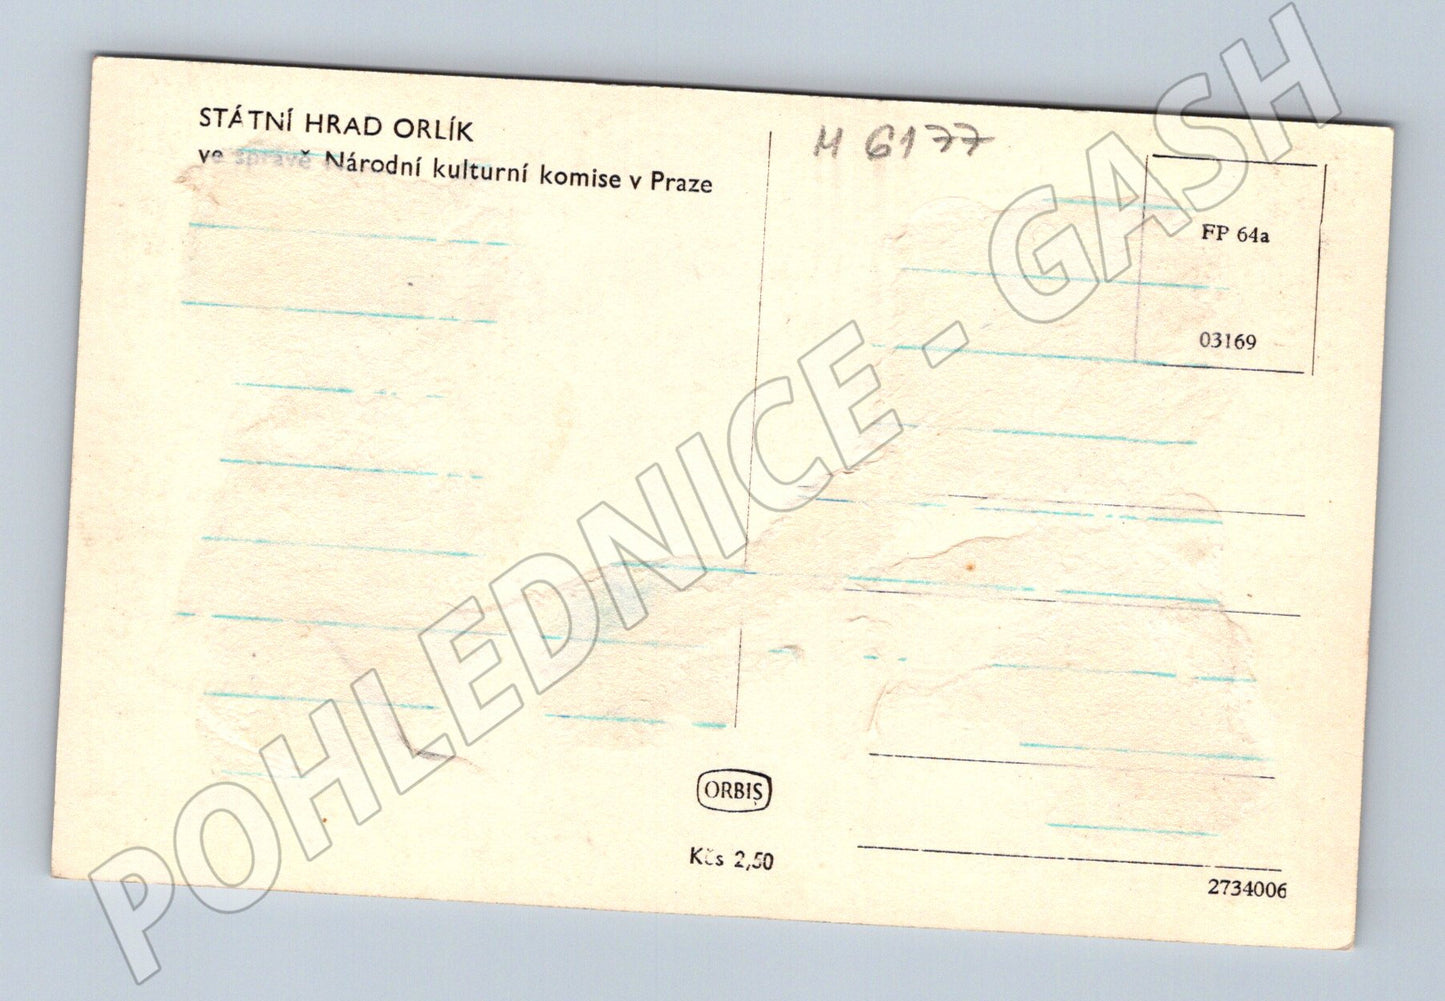 STÁTNÍ HRAD ORLÍK
ve správě Národní kulturní komise v Praze
M 6177
FP 64a
03169
POHLEDNICE - GASH
ORBIS
Kčs 2,50
2734006